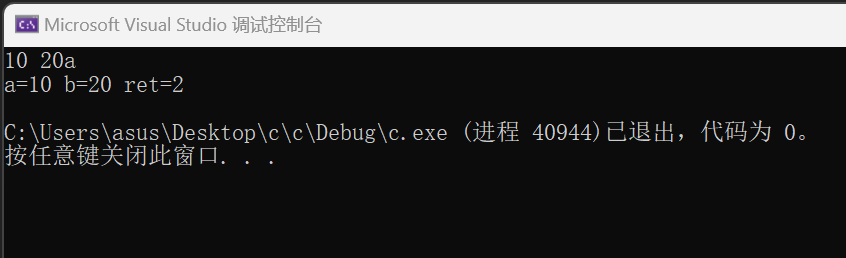 Microsoft Visual Studio 调试控制台
10 20a
a=10 b=20 ret=2
C:\Users\asus\Desktop\c\c\Debug\c.exe (进程 40944)已退出，代码为 0。
按任意键关闭此窗口. . .